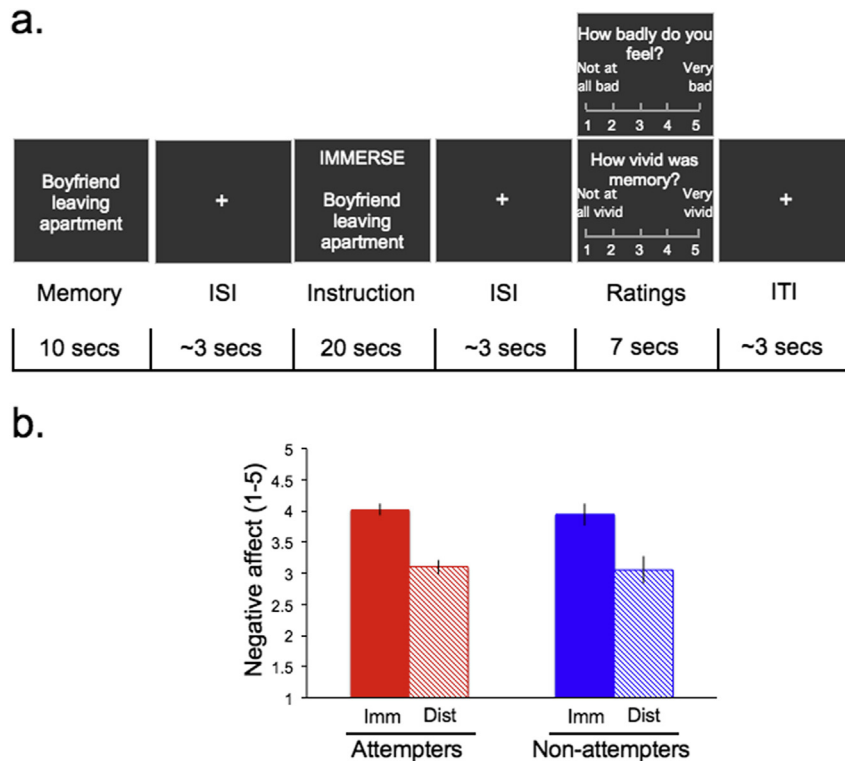 a.
How badly do you
feel?
Not at Very
all bad bad
1 2 3 4 5
Boyfriend
leaving
apartment
+
IMMERSE
Boyfriend
leaving
apartment
+
How vivid was
memory?
Not at Very
all vivid vivid
1 2 3 4 5
+
Memory ISI Instruction ISI Ratings ITI
10 secs ~3 secs 20 secs ~3 secs 7 secs ~3 secs
b.
Negative affect (1-5)
5
4.5
4
3.5
3
2.5
2
1.5
1
Imm Dist Imm Dist
Attempters Non-attempters